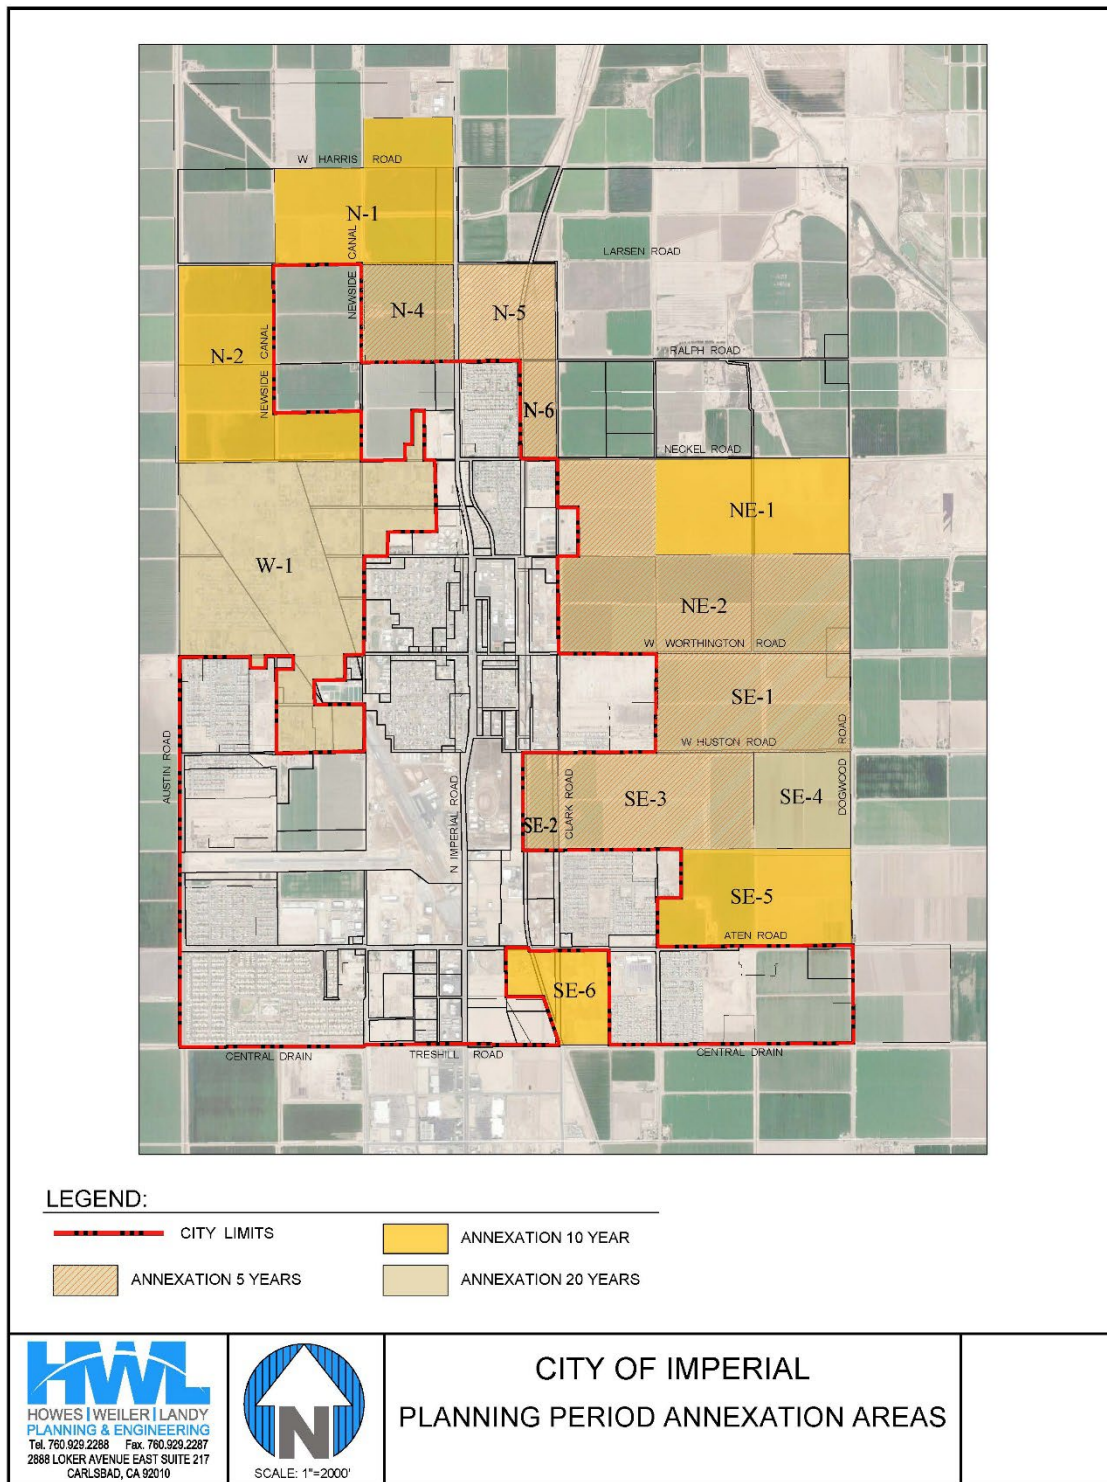 W HARRIS ROAD
N-1
NEWSIDE CANAL
LARSEN ROAD
N-4
N-5
N-2
NEWSIDE CANAL
RALPH ROAD
N-6
NECKEL ROAD
NE-1
W-1
NE-2
W WORTHINGTON ROAD
SE-1
W HUSTON ROAD
AUSTIN ROAD
N IMPERIAL ROAD
CLARK ROAD
DOGWOOD ROAD
SE-3
SE-4
SE-2
SE-5
ATEN ROAD
SE-6
CENTRAL DRAIN
TRESHILL ROAD
CENTRAL DRAIN
LEGEND:
CITY LIMITS
ANNEXATION 10 YEAR
ANNEXATION 5 YEARS
ANNEXATION 20 YEARS
HWL
HOWES | WEILER | LANDY
PLANNING & ENGINEERING
Tel. 760.929.2288 Fax. 760.929.2287
2888 LOKER AVENUE EAST SUITE 217
CARLSBAD, CA 92010
N
SCALE: 1"=2000'
CITY OF IMPERIAL
PLANNING PERIOD ANNEXATION AREAS